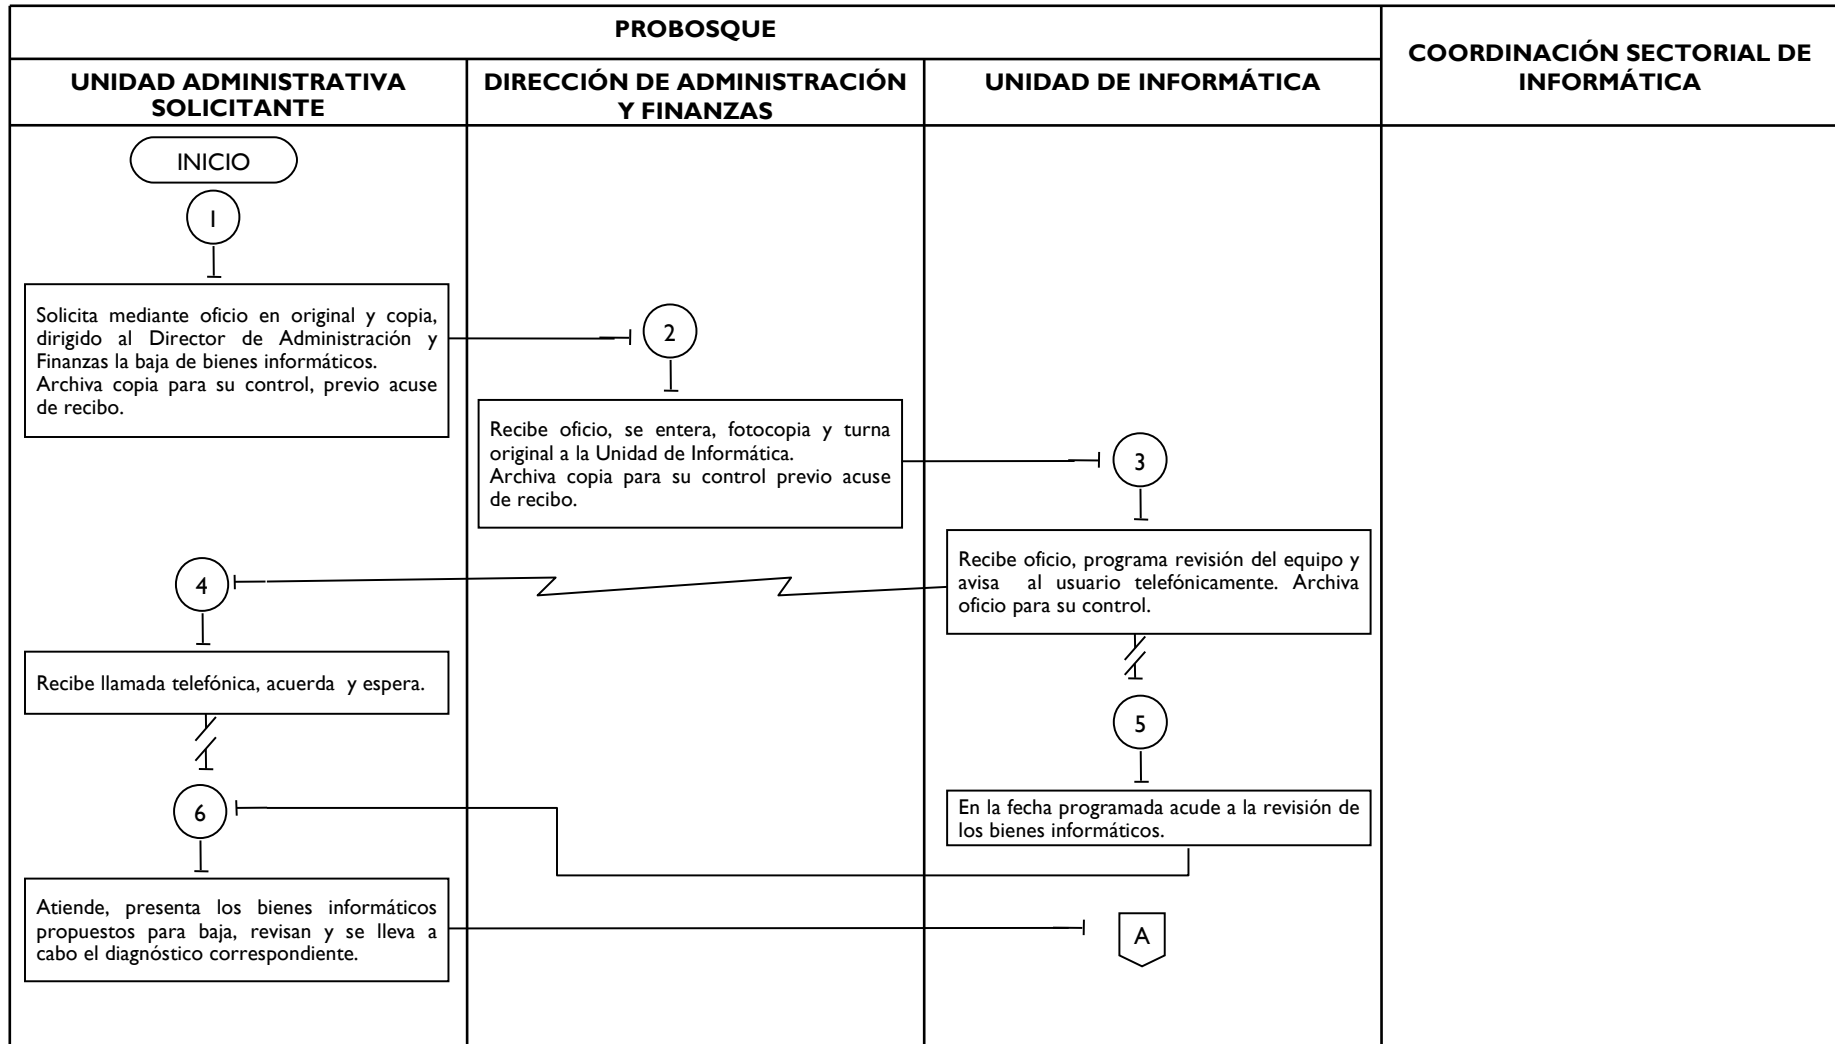 PROBOSQUE
COORDINACIÓN SECTORIAL DE
INFORMÁTICA
UNIDAD ADMINISTRATIVA
SOLICITANTE
DIRECCIÓN DE ADMINISTRACIÓN
Y FINANZAS
UNIDAD DE INFORMÁTICA
INICIO
1
Solicita mediante oficio en original y copia,
dirigido al Director de Administración y
Finanzas la baja de bienes informáticos.
Archiva copia para su control, previo acuse
de recibo.
2
Recibe oficio, se entera, fotocopia y turna
original a la Unidad de Informática.
Archiva copia para su control previo acuse
de recibo.
3
Recibe oficio, programa revisión del equipo y
avisa al usuario telefónicamente. Archiva
oficio para su control.
4
Recibe llamada telefónica, acuerda y espera.
5
En la fecha programada acude a la revisión de
los bienes informáticos.
6
Atiende, presenta los bienes informáticos
propuestos para baja, revisan y se lleva a
cabo el diagnóstico correspondiente.
A